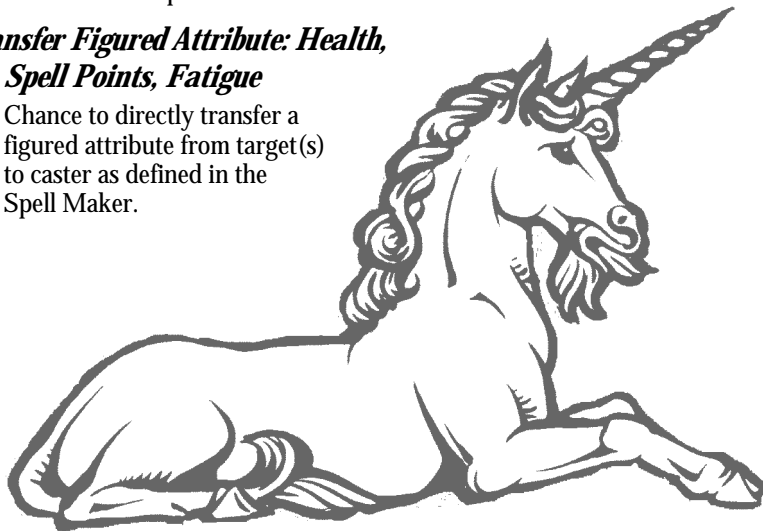 Spell Points, Fatigue
Figured Attribute: Health,
Chance to directly transfer a
figured attribute from target(s)
to caster as defined in the
Spell Maker.